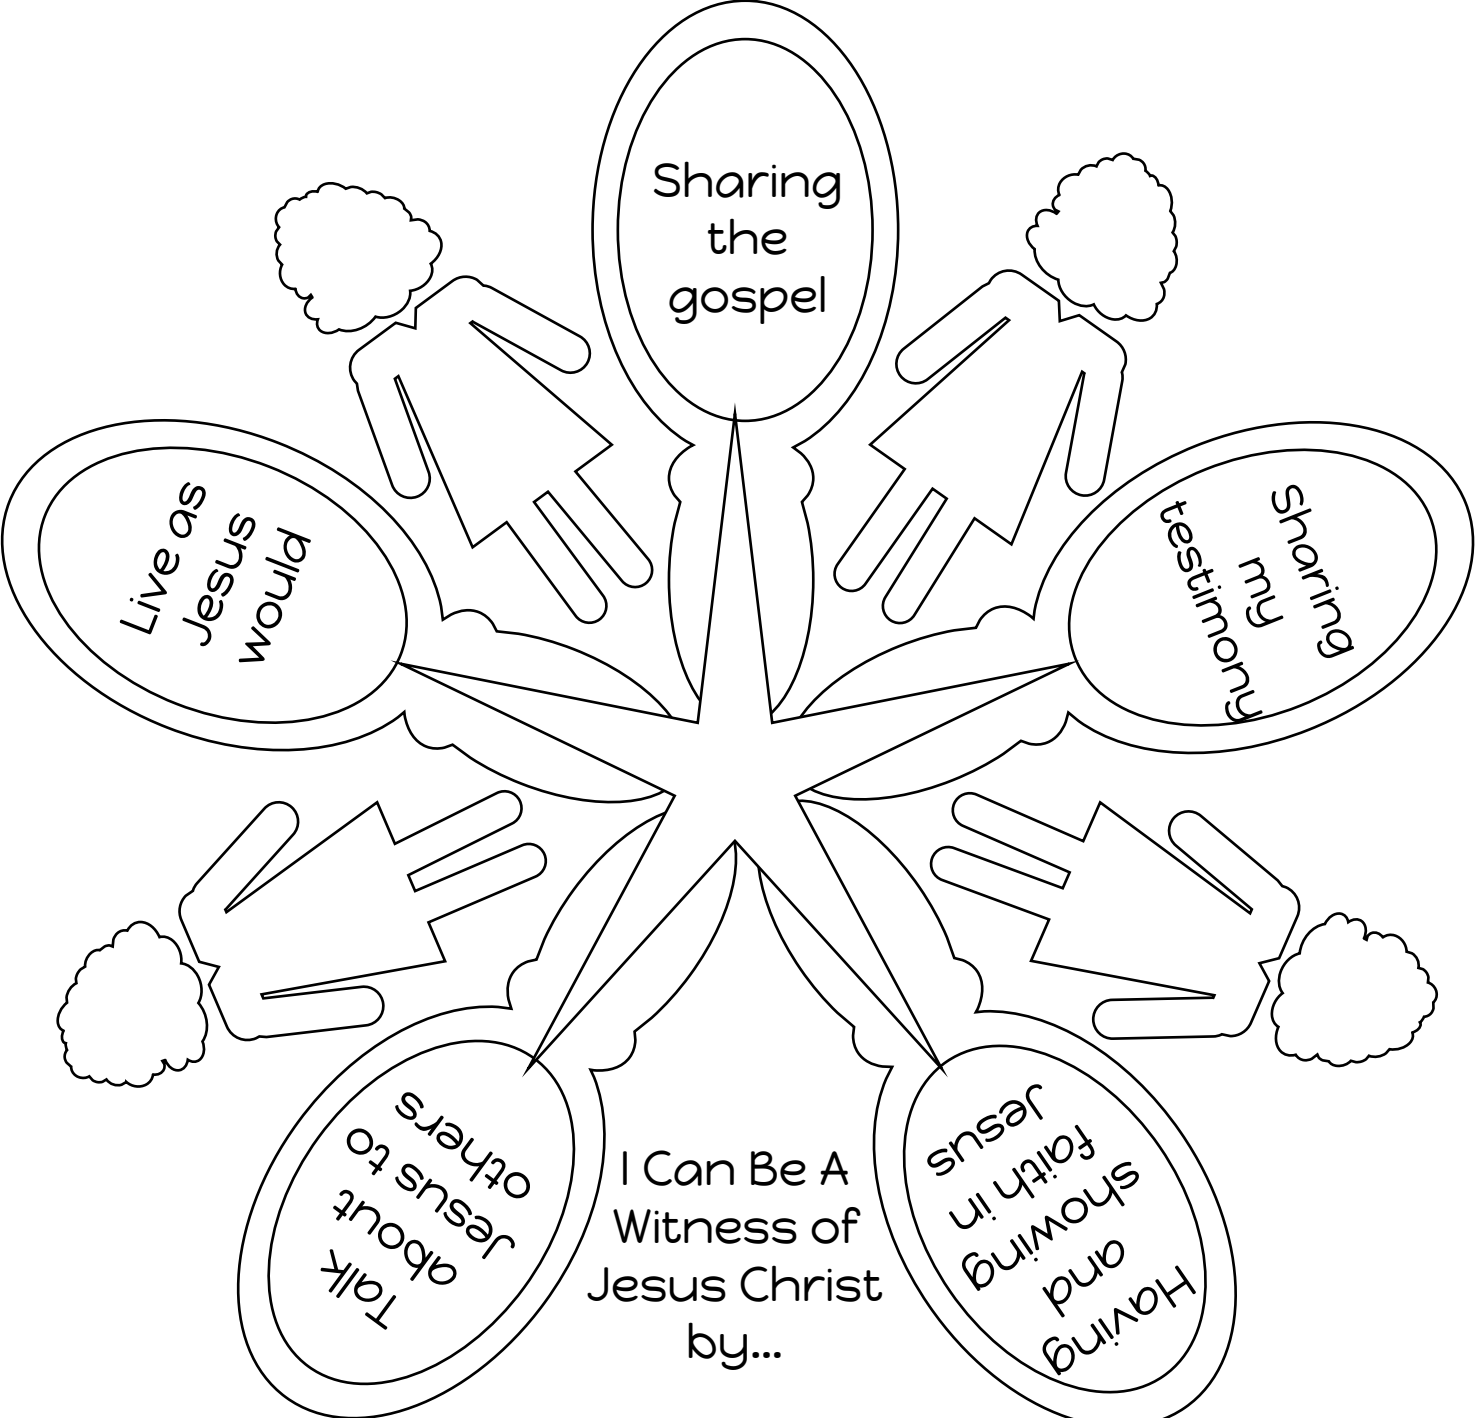 Sharing
the
gospel
Sharing
my
testimony
Having
and
showing
faith in
Jesus
I Can Be A
Witness of
Jesus Christ
by...
Talk
about
Jesus to
others
Live as
Jesus
would